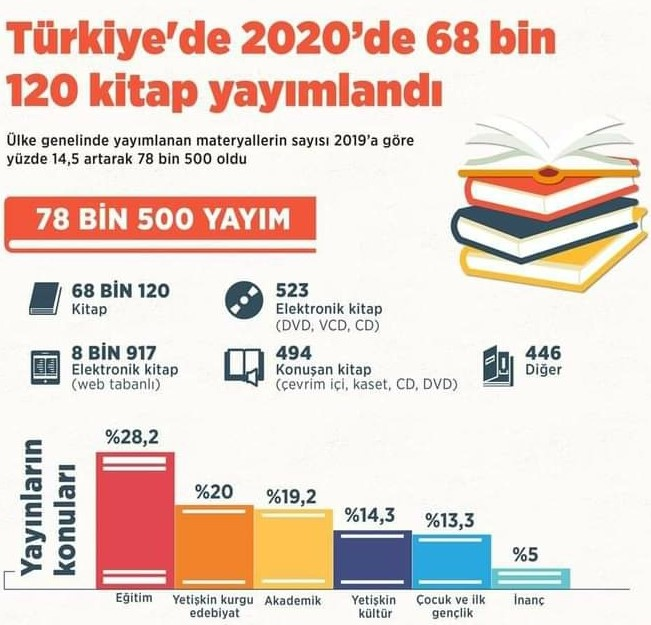 Türkiye'de 2020'de 68 bin
120 kitap yayımlandı
Ülke genelinde yayımlanan materyallerin sayısı 2019'a göre
yüzde 14,5 artarak 78 bin 500 oldu
78 BİN 500 YAYIM
68 BİN 120
Kitap
523
Elektronik kitap
(DVD, VCD, CD)
8 BİN 917
Elektronik kitap
(web tabanlı)
494
Konuşan kitap
(çevrim içi, kaset, CD, DVD)
446
Diğer
Yayınların
konuları
%28,2
%20
%19,2
%14,3
%13,3
%5
Eğitim
Yetişkin kurgu
edebiyat
Akademik
Yetişkin
kültür
Çocuk ve ilk
gençlik
İnanç